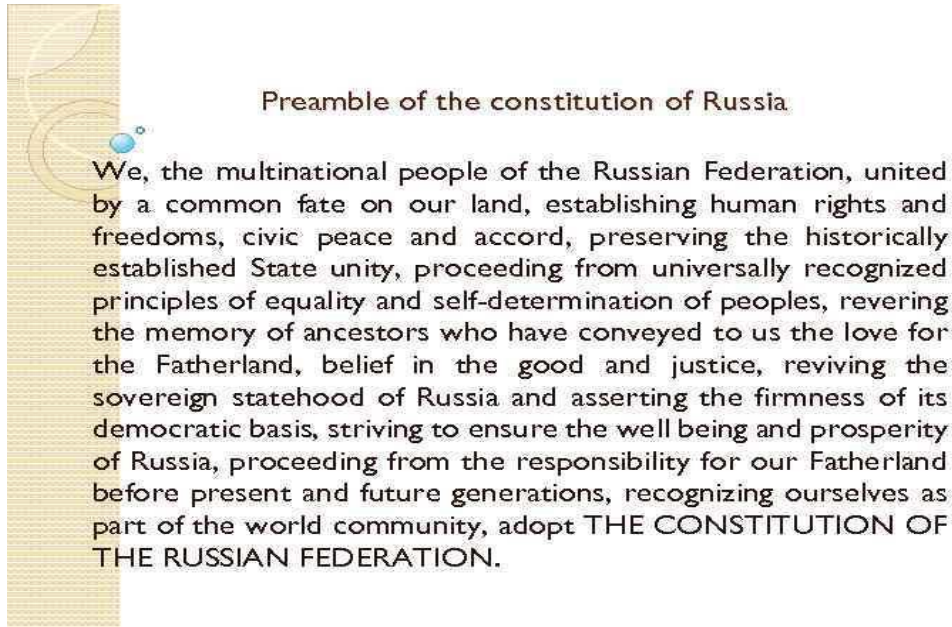 Preamble of the constitution of Russia
We, the multinational people of the Russian Federation, united
by a common fate on our land, establishing human rights and
freedoms, civic peace and accord, preserving the historically
established State unity, proceeding from universally recognized
principles of equality and self-determination of peoples, revering
the memory of ancestors who have conveyed to us the love for
the Fatherland, belief in the good and justice, reviving the
sovereign statehood of Russia and asserting the firmness of its
democratic basis, striving to ensure the well being and prosperity
of Russia, proceeding from the responsibility for our Fatherland
before present and future generations, recognizing ourselves as
part of the world community, adopt THE CONSTITUTION OF
THE RUSSIAN FEDERATION.